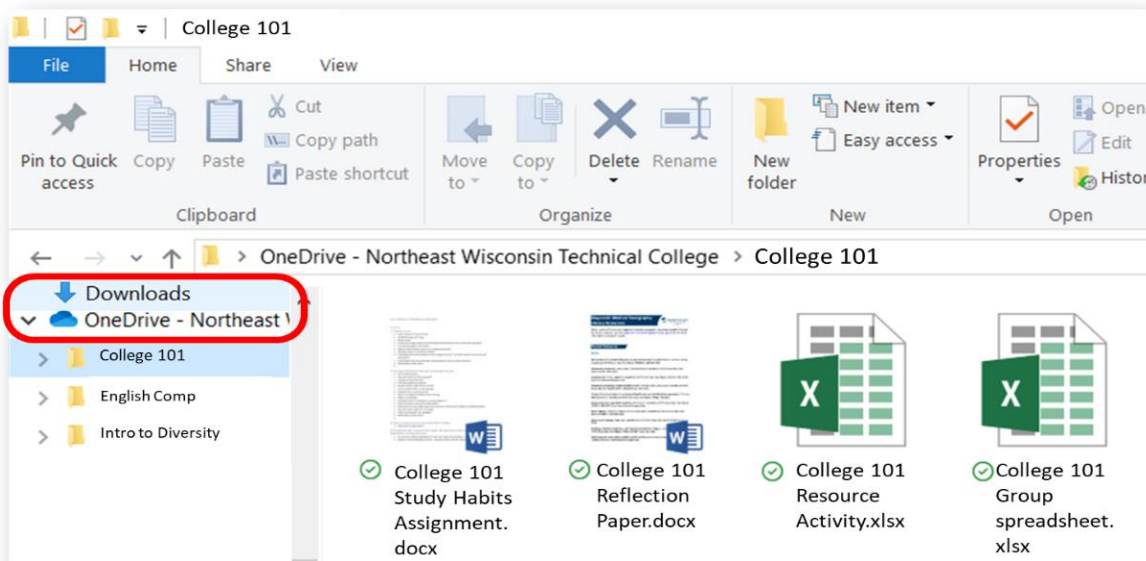 College 101
File Home Share View
Cut
Copy path
Paste shortcut
Pin to Quick access
Copy
Paste
Clipboard
Move to
Copy to
Delete
Rename
Organize
New folder
New item
Easy access
New
Properties
Open
Edit
Histor
Open
OneDrive - Northeast Wisconsin Technical College > College 101
Downloads
OneDrive - Northeast
College 101
English Comp
Intro to Diversity
College 101
Study Habits
Assignment.
docx
College 101
Reflection
Paper.docx
College 101
Resource
Activity.xlsx
College 101
Group
spreadsheet.
xlsx